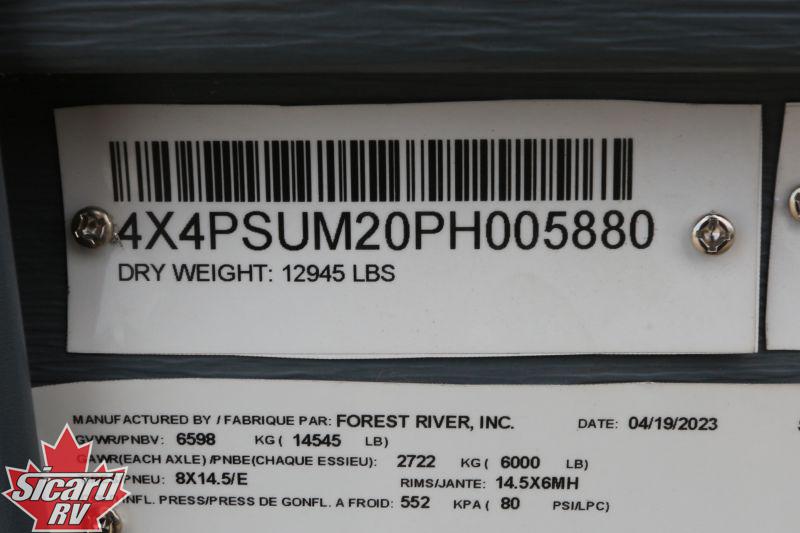 4X4PSUM20PH005880
DRY WEIGHT: 12945 LBS
MANUFACTURED BY / FABRIQUE PAR: FOREST RIVER, INC. DATE: 04/19/2023
GVWR/PNBV: 6598 KG ( 14545 LB)
GAWR(EACH AXLE) /PNBE(CHAQUE ESSIEU): 2722 KG ( 6000 LB)
PNEU: 8X14.5/E RIMS/JANTE: 14.5X6MH
INFL. PRESS/PRESS DE GONFL. A FROID: 552 KPA ( 80 PSI/LPC)
Sicard
RV